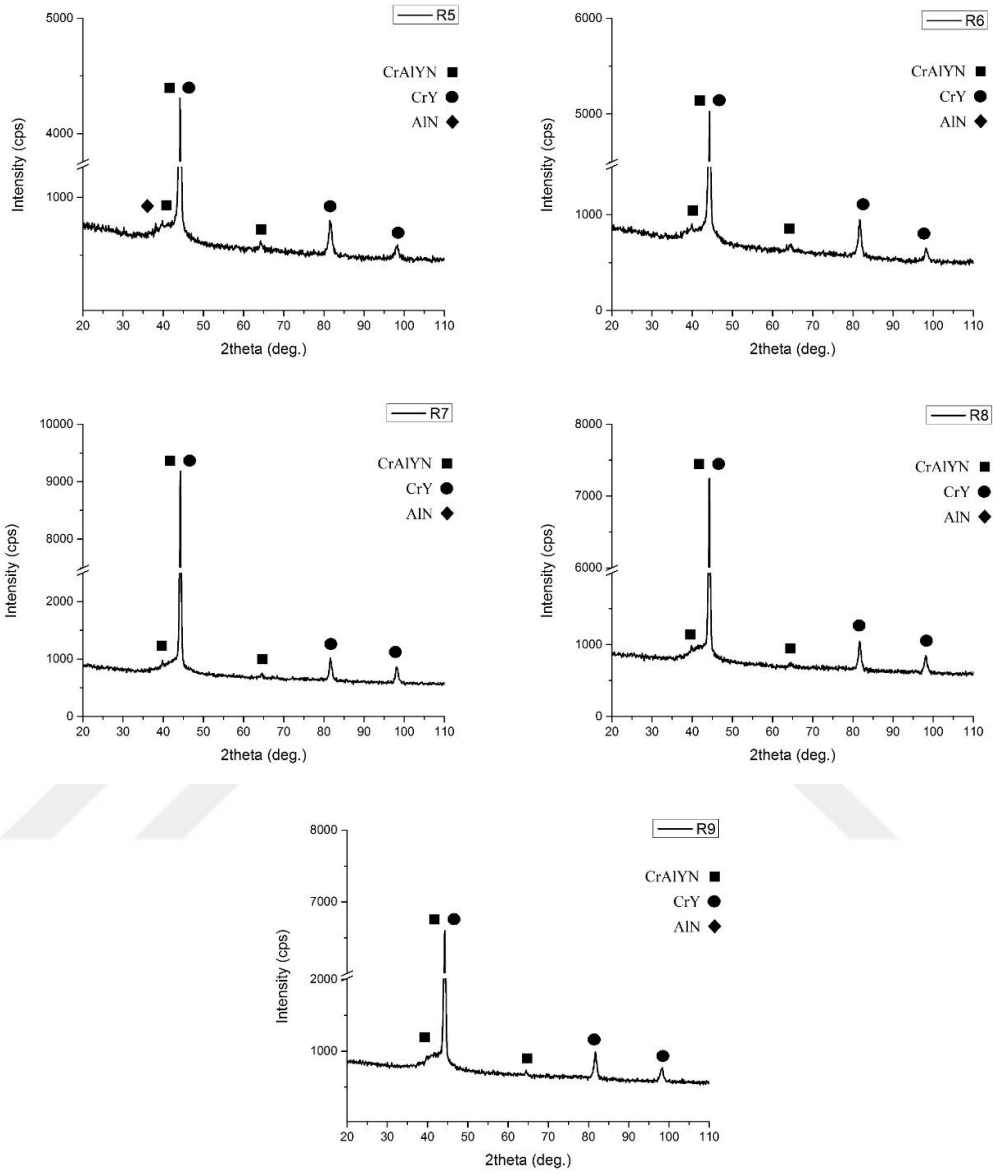 R5
CrAlYN
CrY
AlN
Intensity (cps)
5000
4000
1000
20 30 40 50 60 70 80 90 100 110
2theta (deg.)
R6
CrAlYN
CrY
AlN
Intensity (cps)
6000
5000
1000
0
20 30 40 50 60 70 80 90 100 110
2theta (deg.)
R7
CrAlYN
CrY
AlN
Intensity (cps)
10000
9000
8000
2000
1000
0
20 30 40 50 60 70 80 90 100 110
2theta (deg.)
R8
CrAlYN
CrY
AlN
Intensity (cps)
8000
7000
6000
1000
0
20 30 40 50 60 70 80 90 100 110
2theta (deg.)
R9
CrAlYN
CrY
AlN
Intensity (cps)
8000
7000
2000
1000
20 30 40 50 60 70 80 90 100 110
2theta (deg.)